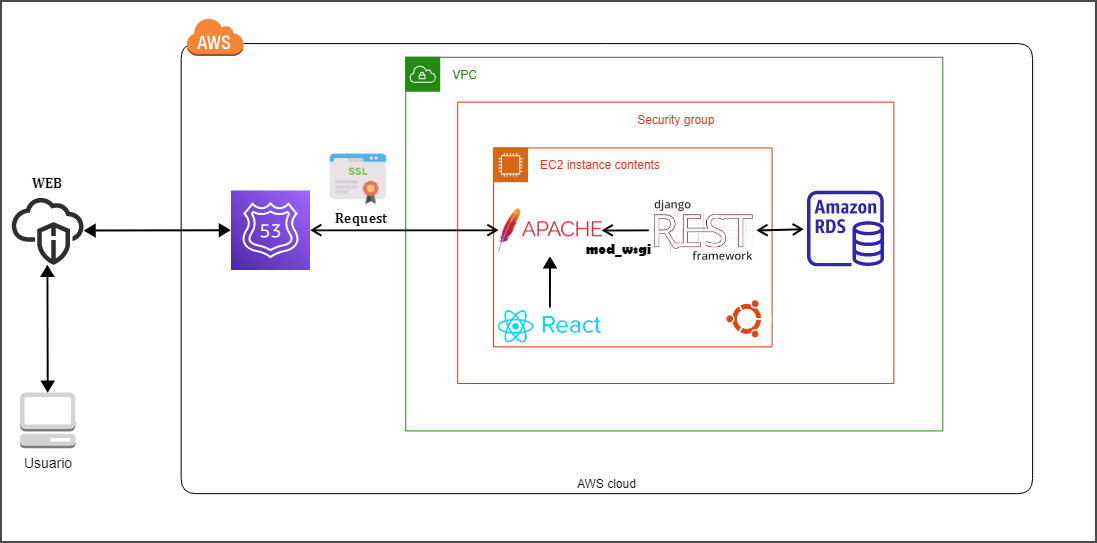 AWS
VPC
Security group
EC2 instance contents
SSL
WEB
Request
53
APACHE
mod_wsgi
django
REST
framework
Amazon
RDS
React
Usuario
AWS cloud